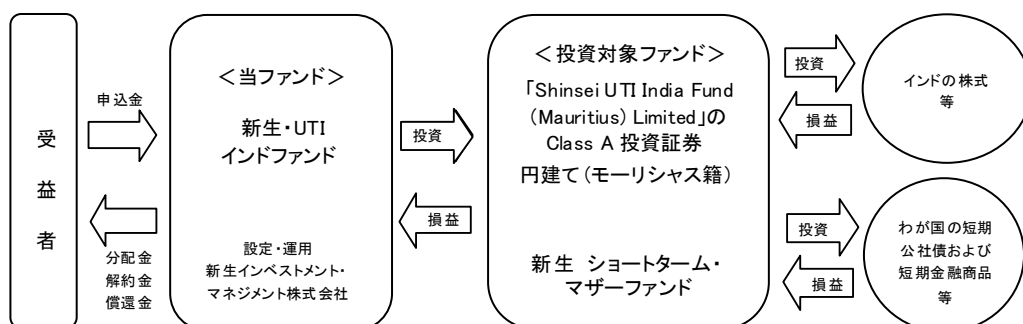 受益者
申込金
分配金
解約金
償還金
＜当ファンド＞
新生・UTI
インドファンド
設定・運用
新生インベストメント・
マネジメント株式会社
投資
損益
＜投資対象ファンド＞
「Shinsei UTI India Fund
(Mauritius) Limited」の
Class A 投資証券
円建て（モーリシャス籍）
新生 ショートターム・
マザーファンド
投資
損益
インドの株式
等
投資
損益
わが国の短期
公社債および
短期金融商品
等